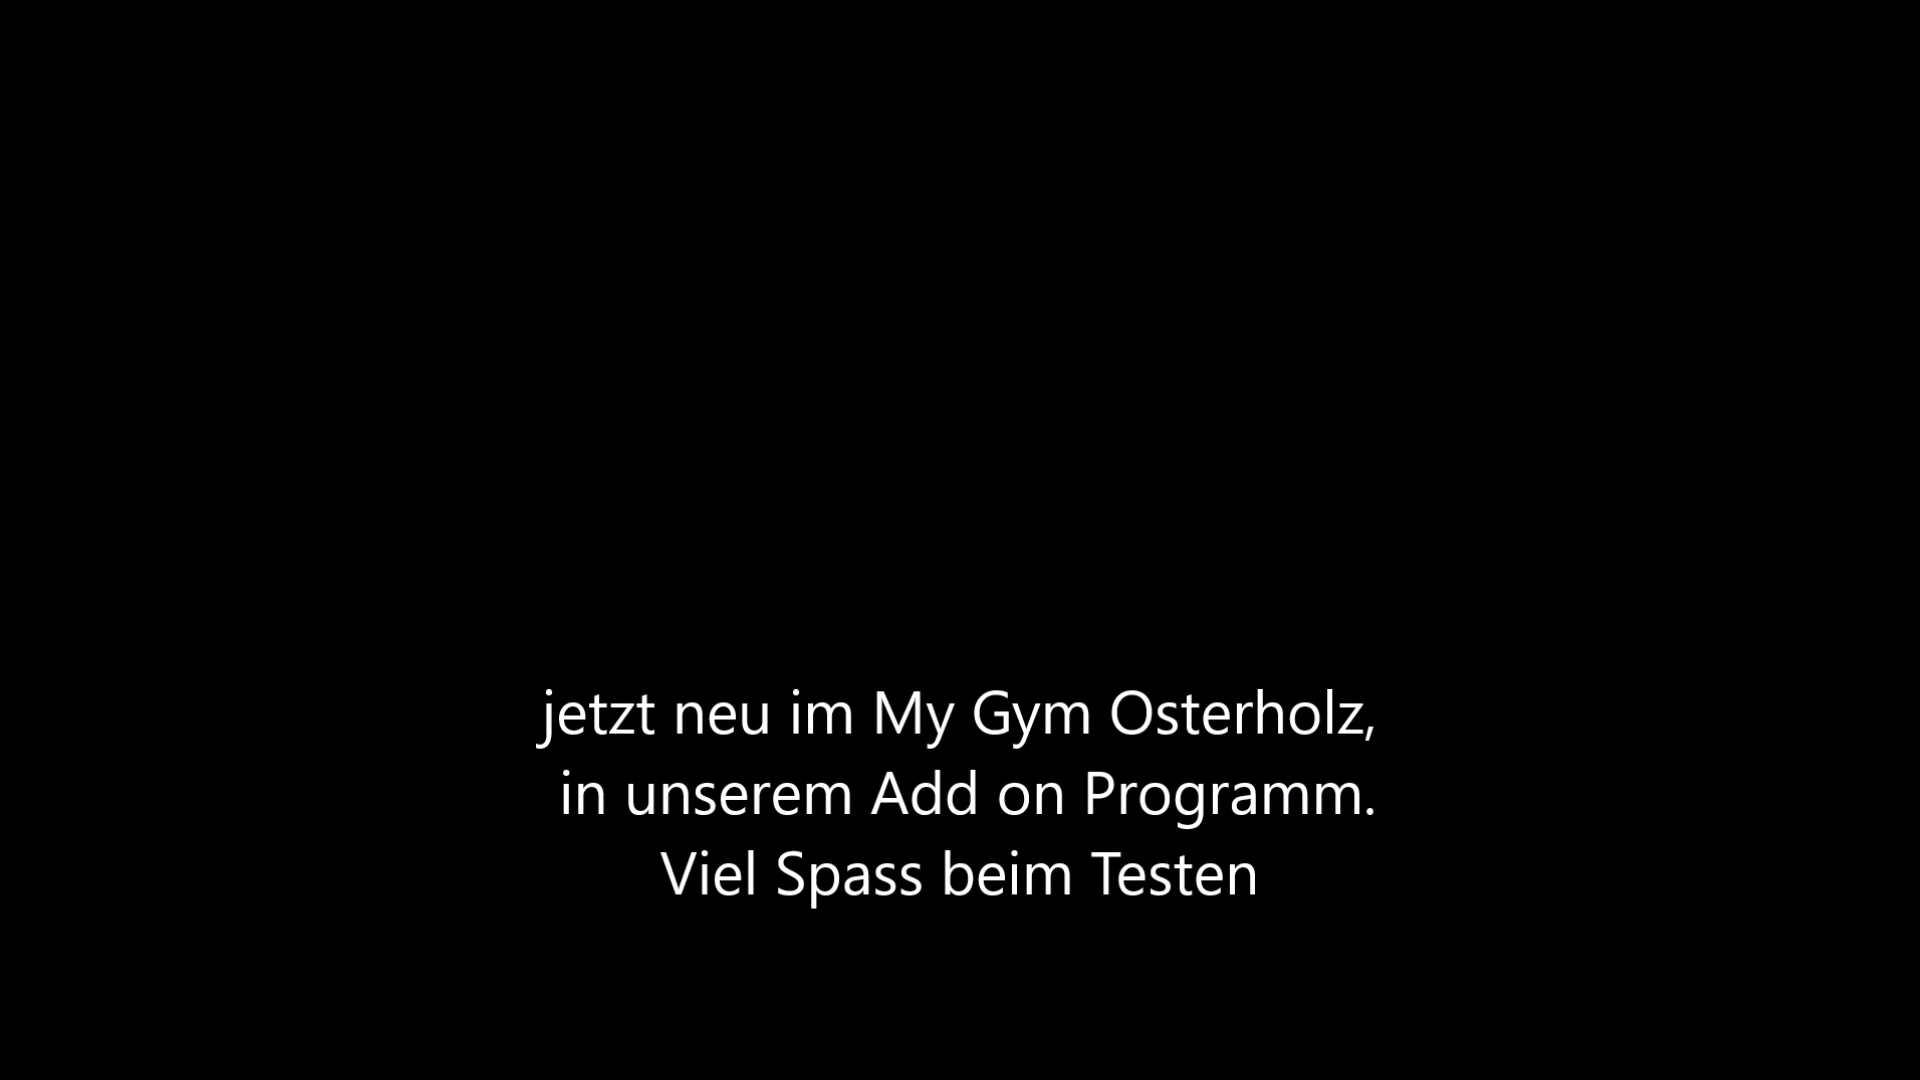 jetzt neu im My Gym Osterholz,
in unserem Add on Programm.
Viel Spass beim Testen